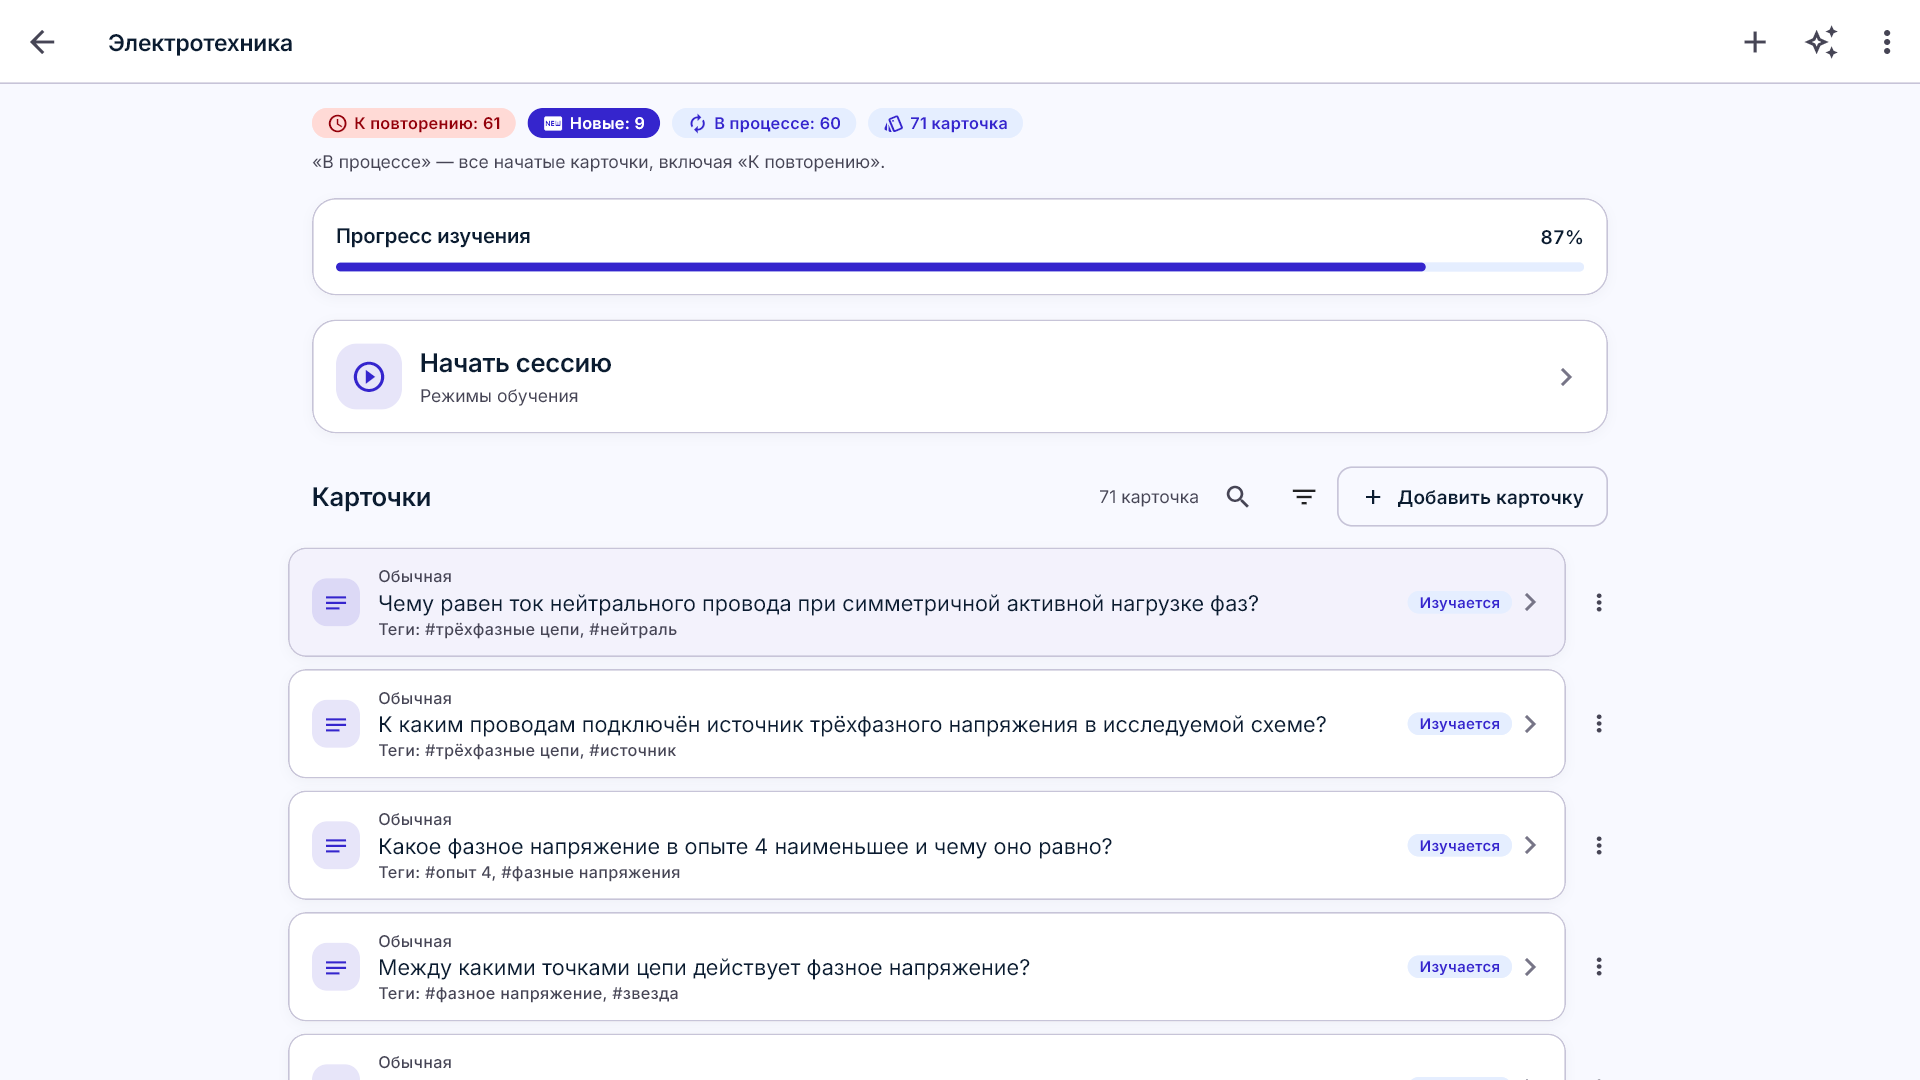 Электротехника
К повторению: 61
NEW Новые: 9
В процессе: 60
71 карточка
«В процессе» — все начатые карточки, включая «К повторению».
Прогресс изучения
87%
Начать сессию
Режимы обучения
Карточки
71 карточка
Добавить карточку
Обычная
Чему равен ток нейтрального провода при симметричной активной нагрузке фаз?
Теги: #трёхфазные цепи, #нейтраль
Изучается
Обычная
К каким проводам подключён источник трёхфазного напряжения в исследуемой схеме?
Теги: #трёхфазные цепи, #источник
Изучается
Обычная
Какое фазное напряжение в опыте 4 наименьшее и чему оно равно?
Теги: #опыт 4, #фазные напряжения
Изучается
Обычная
Между какими точками цепи действует фазное напряжение?
Теги: #фазное напряжение, #звезда
Изучается
Обычная